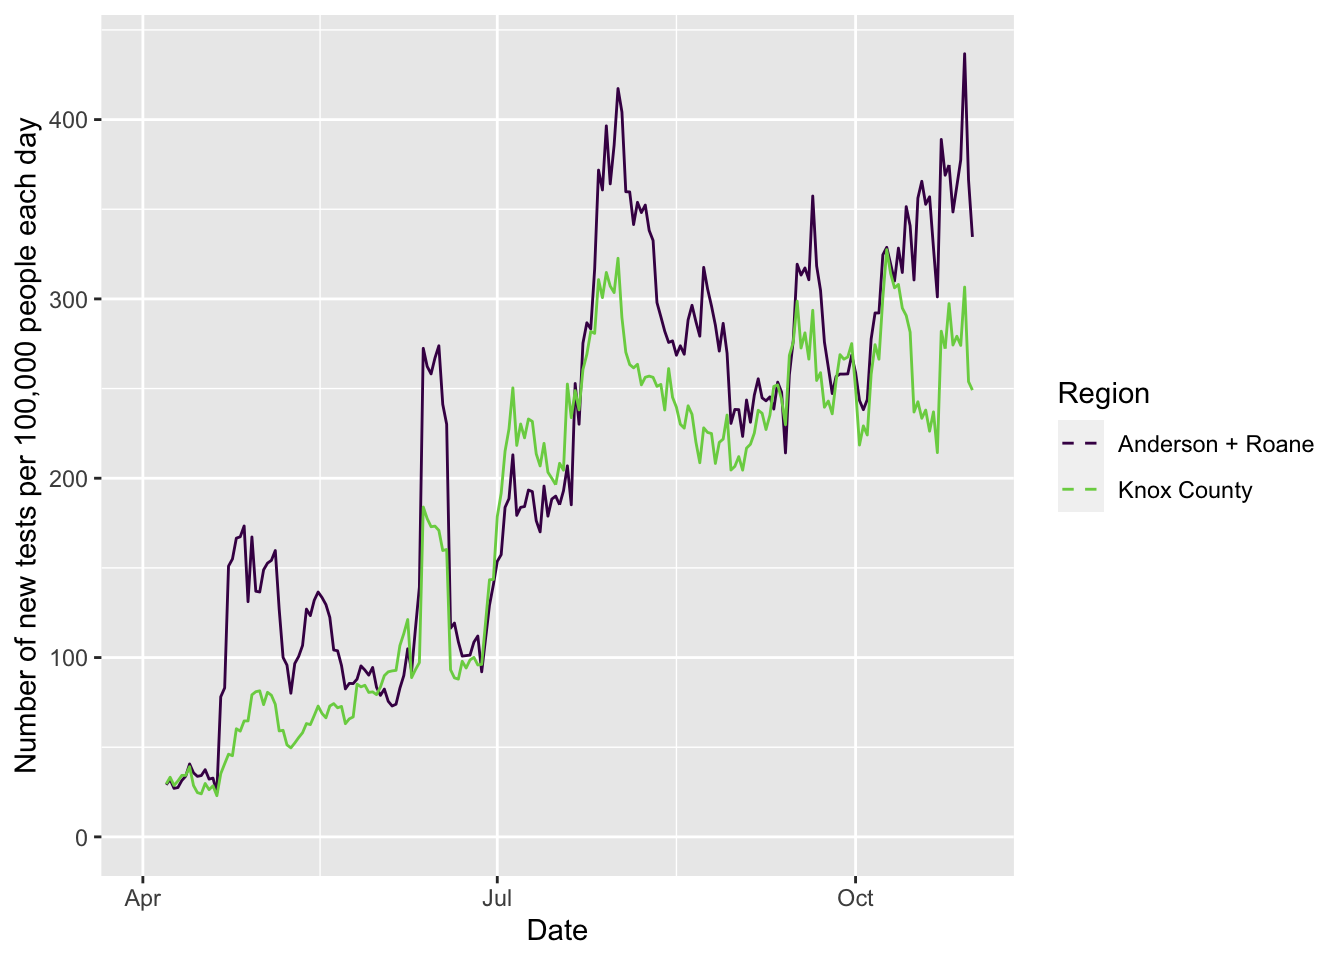 Number of new tests per 100,000 people each day
400
300
200
100
0
Apr
Jul
Oct
Date
Region
Anderson + Roane
Knox County